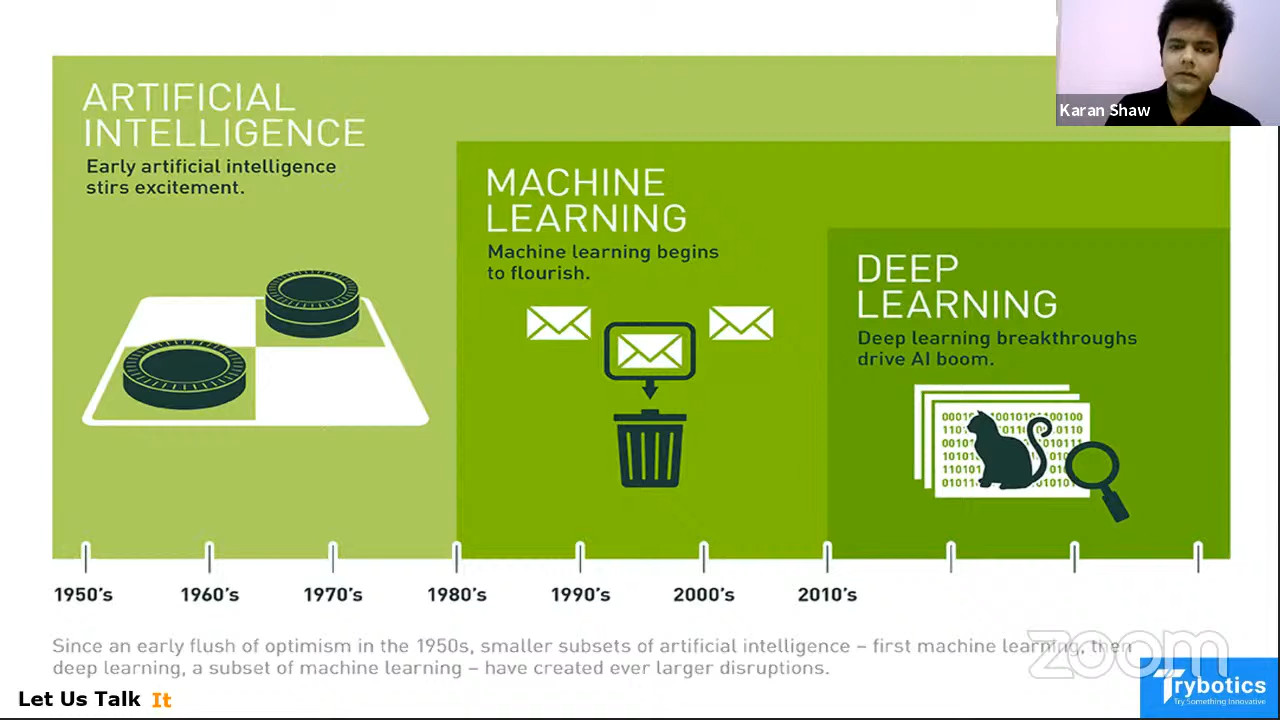 ARTIFICIAL
INTELLIGENCE
Early artificial intelligence
stirs excitement.
Karan Shaw
MACHINE
LEARNING
Machine learning begins
to flourish.
DEEP
LEARNING
Deep learning breakthroughs
drive AI boom.
1950's
1960's
1970's
1980's
1990's
2000's
2010's
Since an early flush of optimism in the 1950s, smaller subsets of artificial intelligence – first machine learning, then
deep learning, a subset of machine learning – have created ever larger disruptions.
zoom
Let Us Talk It
Trybotics
Try Something Innovative